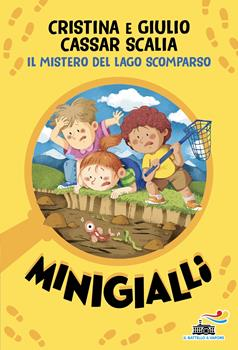 CRISTINA E GIULIO
CASSAR SCALIA
IL MISTERO DEL LAGO SCOMPARSO
MINIGIALLi
IL BATTELLO A VAPORE